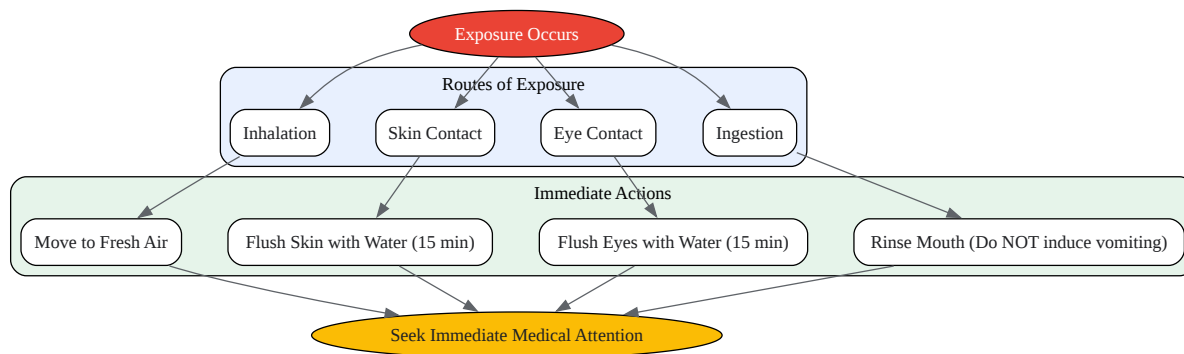 Exposure Occurs
Routes of Exposure
Inhalation
Skin Contact
Eye Contact
Ingestion
Immediate Actions
Move to Fresh Air
Flush Skin with Water (15 min)
Flush Eyes with Water (15 min)
Rinse Mouth (Do NOT induce vomiting)
Seek Immediate Medical Attention